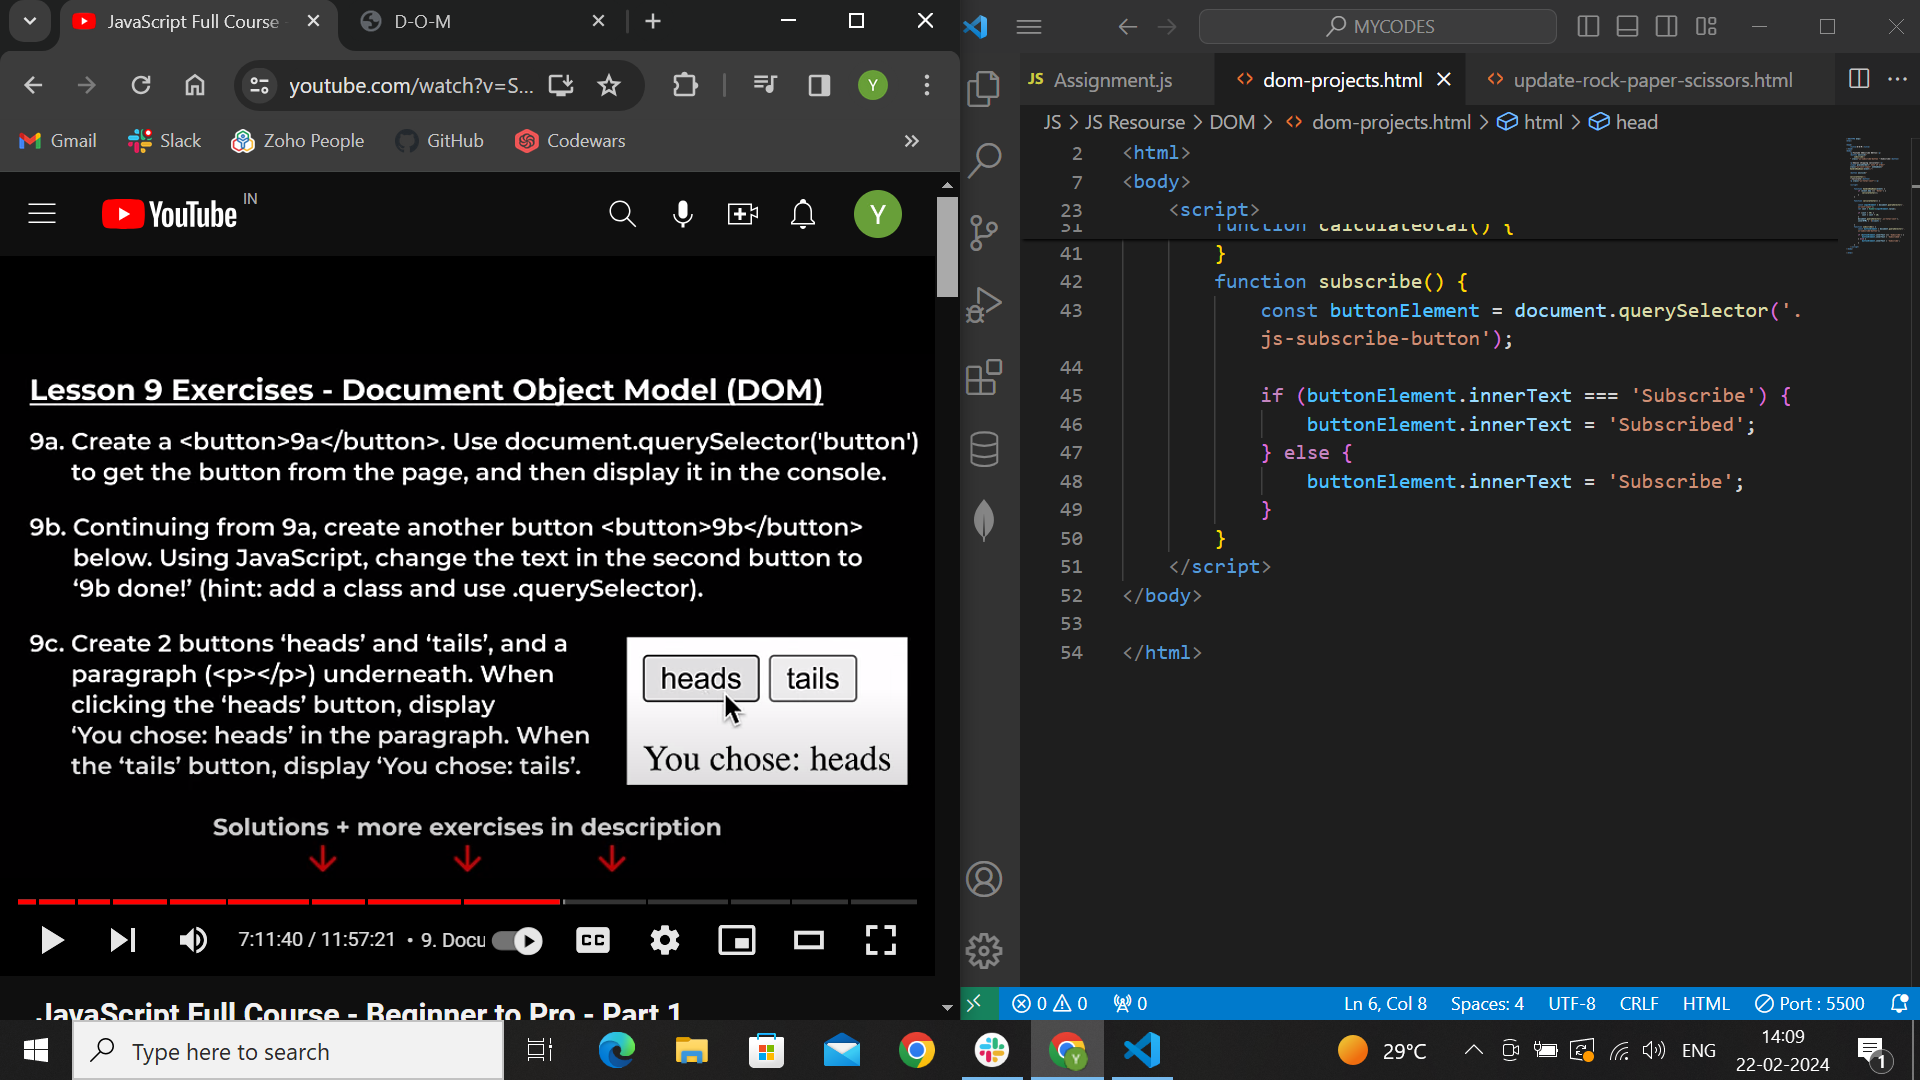 JavaScript Full Course
D-O-M
youtube.com/watch?v=S...
Y
Gmail
Slack
Zoho People
GitHub
Codewars
YouTube IN
Y
Lesson 9 Exercises - Document Object Model (DOM)
9a. Create a <button>9a</button>. Use document.querySelector('button')
to get the button from the page, and then display it in the console.
9b. Continuing from 9a, create another button <button>9b</button>
below. Using JavaScript, change the text in the second button to
‘9b done!’ (hint: add a class and use .querySelector).
9c. Create 2 buttons ‘heads’ and ‘tails’, and a
paragraph (<p></p>) underneath. When
clicking the ‘heads’ button, display
‘You chose: heads’ in the paragraph. When
the ‘tails’ button, display ‘You chose: tails’.
heads tails
You chose: heads
Solutions + more exercises in description
7:11:40 / 11:57:21 • 9. Docu
CC
JavaScript Full Course - Beginner to Pro - Part 1
MYCODES
JS Assignment.js
<> dom-projects.html
<> update-rock-paper-scissors.html
JS > JS Resourse > DOM > <> dom-projects.html > html > head
2 <html>
7 <body>
23 <script>
31 function calculateotal() {
41 }
42 function subscribe() {
43 const buttonElement = document.querySelector('.
js-subscribe-button');
44
45 if (buttonElement.innerText === 'Subscribe') {
46 buttonElement.innerText = 'Subscribed';
47 } else {
48 buttonElement.innerText = 'Subscribe';
49 }
50 }
51 </script>
52 </body>
53
54 </html>
0 0 0
Ln 6, Col 8 Spaces: 4 UTF-8 CRLF HTML Port : 5500
Type here to search
Y
29°C
ENG
14:09
22-02-2024
1